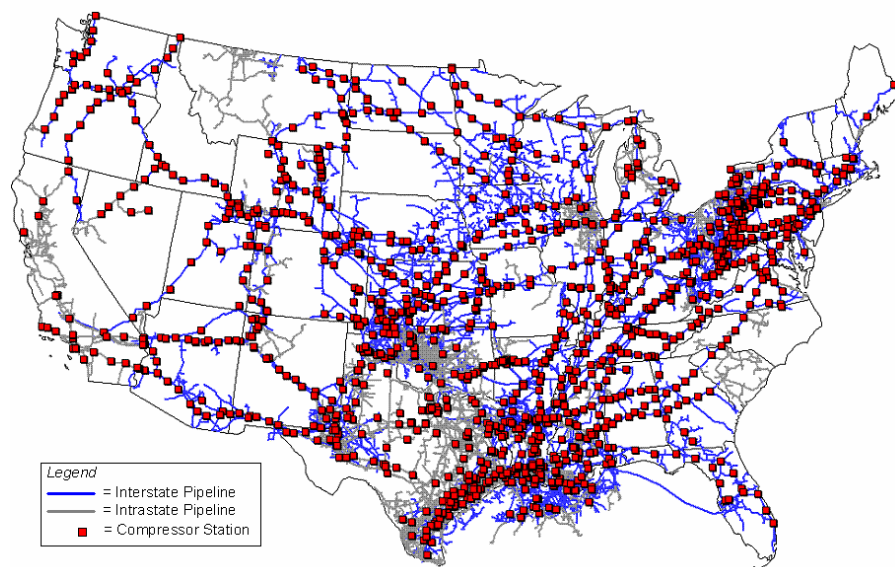 Legend
= Interstate Pipeline
= Intrastate Pipeline
= Compressor Station